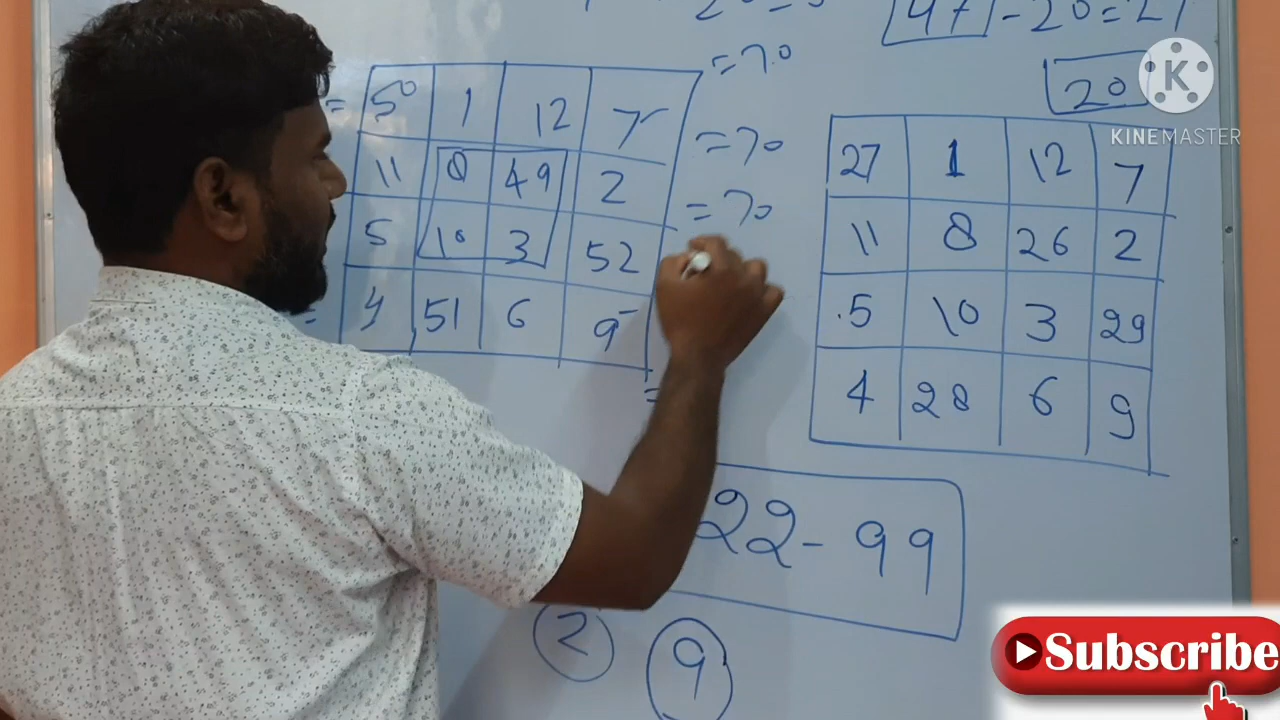 47 - 20 = 27
= 70
20
KINEMASTER
= 50 1 12 7
= 70
11 8 49 2
= 70
5 10 3 52
= 4 51 6 9
=
27 1 12 7
11 8 26 2
5 10 3 29
4 28 6 9
22 - 99
2
9
Subscribe